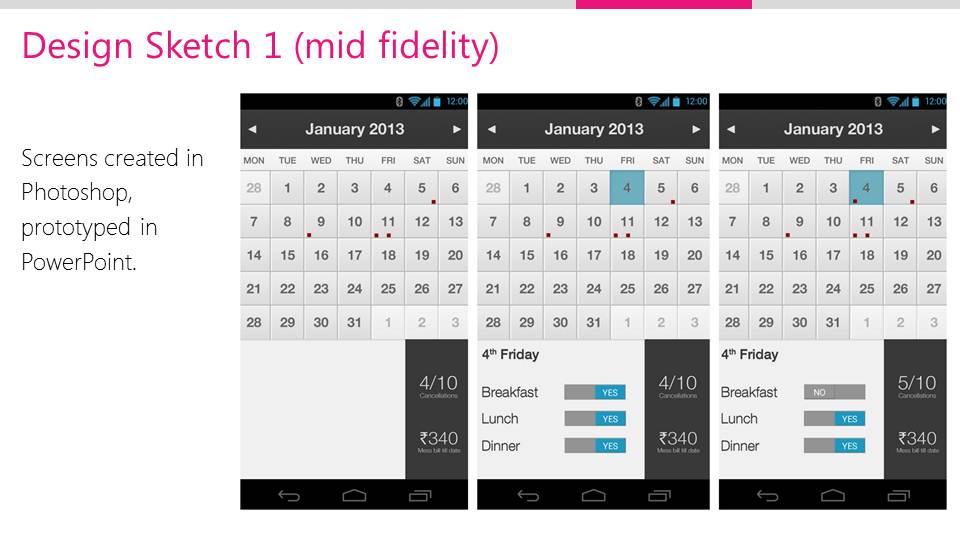 Design Sketch 1 (mid fidelity)
Screens created in
Photoshop,
prototyped in
PowerPoint.
12:00
January 2013
MON TUE WED THU FRI SAT SUN
28 1 2 3 4 5 6
7 8 9 10 11 12 13
14 15 16 17 18 19 20
21 22 23 24 25 26 27
28 29 30 31 1 2 3
4/10
Cancellations
₹340
Mess bill till date
12:00
January 2013
MON TUE WED THU FRI SAT SUN
28 1 2 3 4 5 6
7 8 9 10 11 12 13
14 15 16 17 18 19 20
21 22 23 24 25 26 27
28 29 30 31 1 2 3
4th Friday
Breakfast YES
Lunch YES
Dinner YES
4/10
Cancellations
₹340
Mess bill till date
12:00
January 2013
MON TUE WED THU FRI SAT SUN
28 1 2 3 4 5 6
7 8 9 10 11 12 13
14 15 16 17 18 19 20
21 22 23 24 25 26 27
28 29 30 31 1 2 3
4th Friday
Breakfast NO
Lunch YES
Dinner YES
5/10
Cancellations
₹340
Mess bill till date